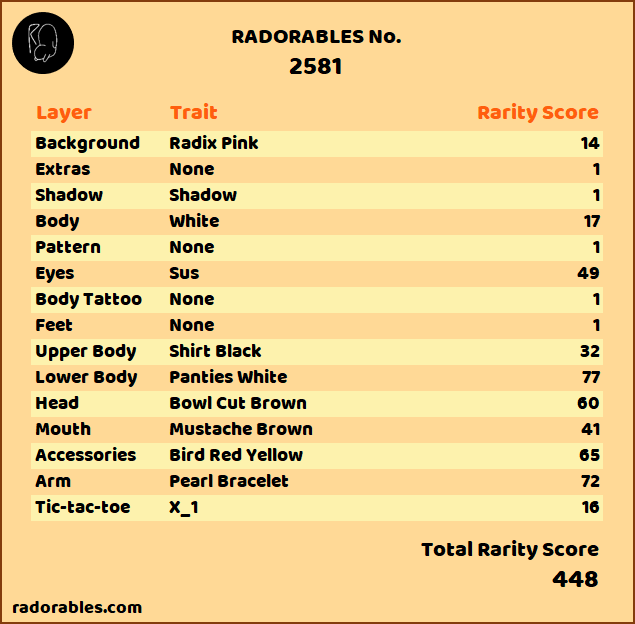 RADORABLES No.
2581
Layer Trait Rarity Score
Background Radix Pink 14
Extras None 1
Shadow Shadow 1
Body White 17
Pattern None 1
Eyes Sus 49
Body Tattoo None 1
Feet None 1
Upper Body Shirt Black 32
Lower Body Panties White 77
Head Bowl Cut Brown 60
Mouth Mustache Brown 41
Accessories Bird Red Yellow 65
Arm Pearl Bracelet 72
Tic-tac-toe X_1 16
Total Rarity Score
448
radorables.com